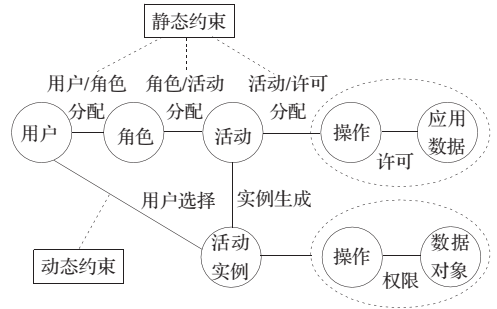 静态约束
用户/角色
分配
角色/活动
分配
活动/许可
分配
用户
角色
活动
操作
应用
数据
许可
用户选择
实例生成
动态约束
活动
实例
操作
数据
对象
权限